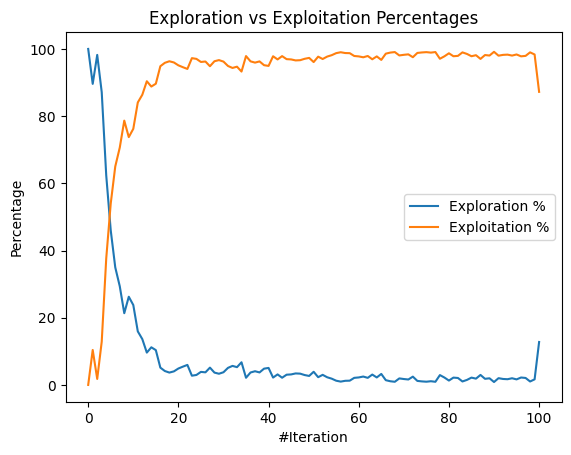 Exploration vs Exploitation Percentages
100
80
60
40
20
0
Percentage
Exploration %
Exploitation %
0 20 40 60 80 100
#Iteration